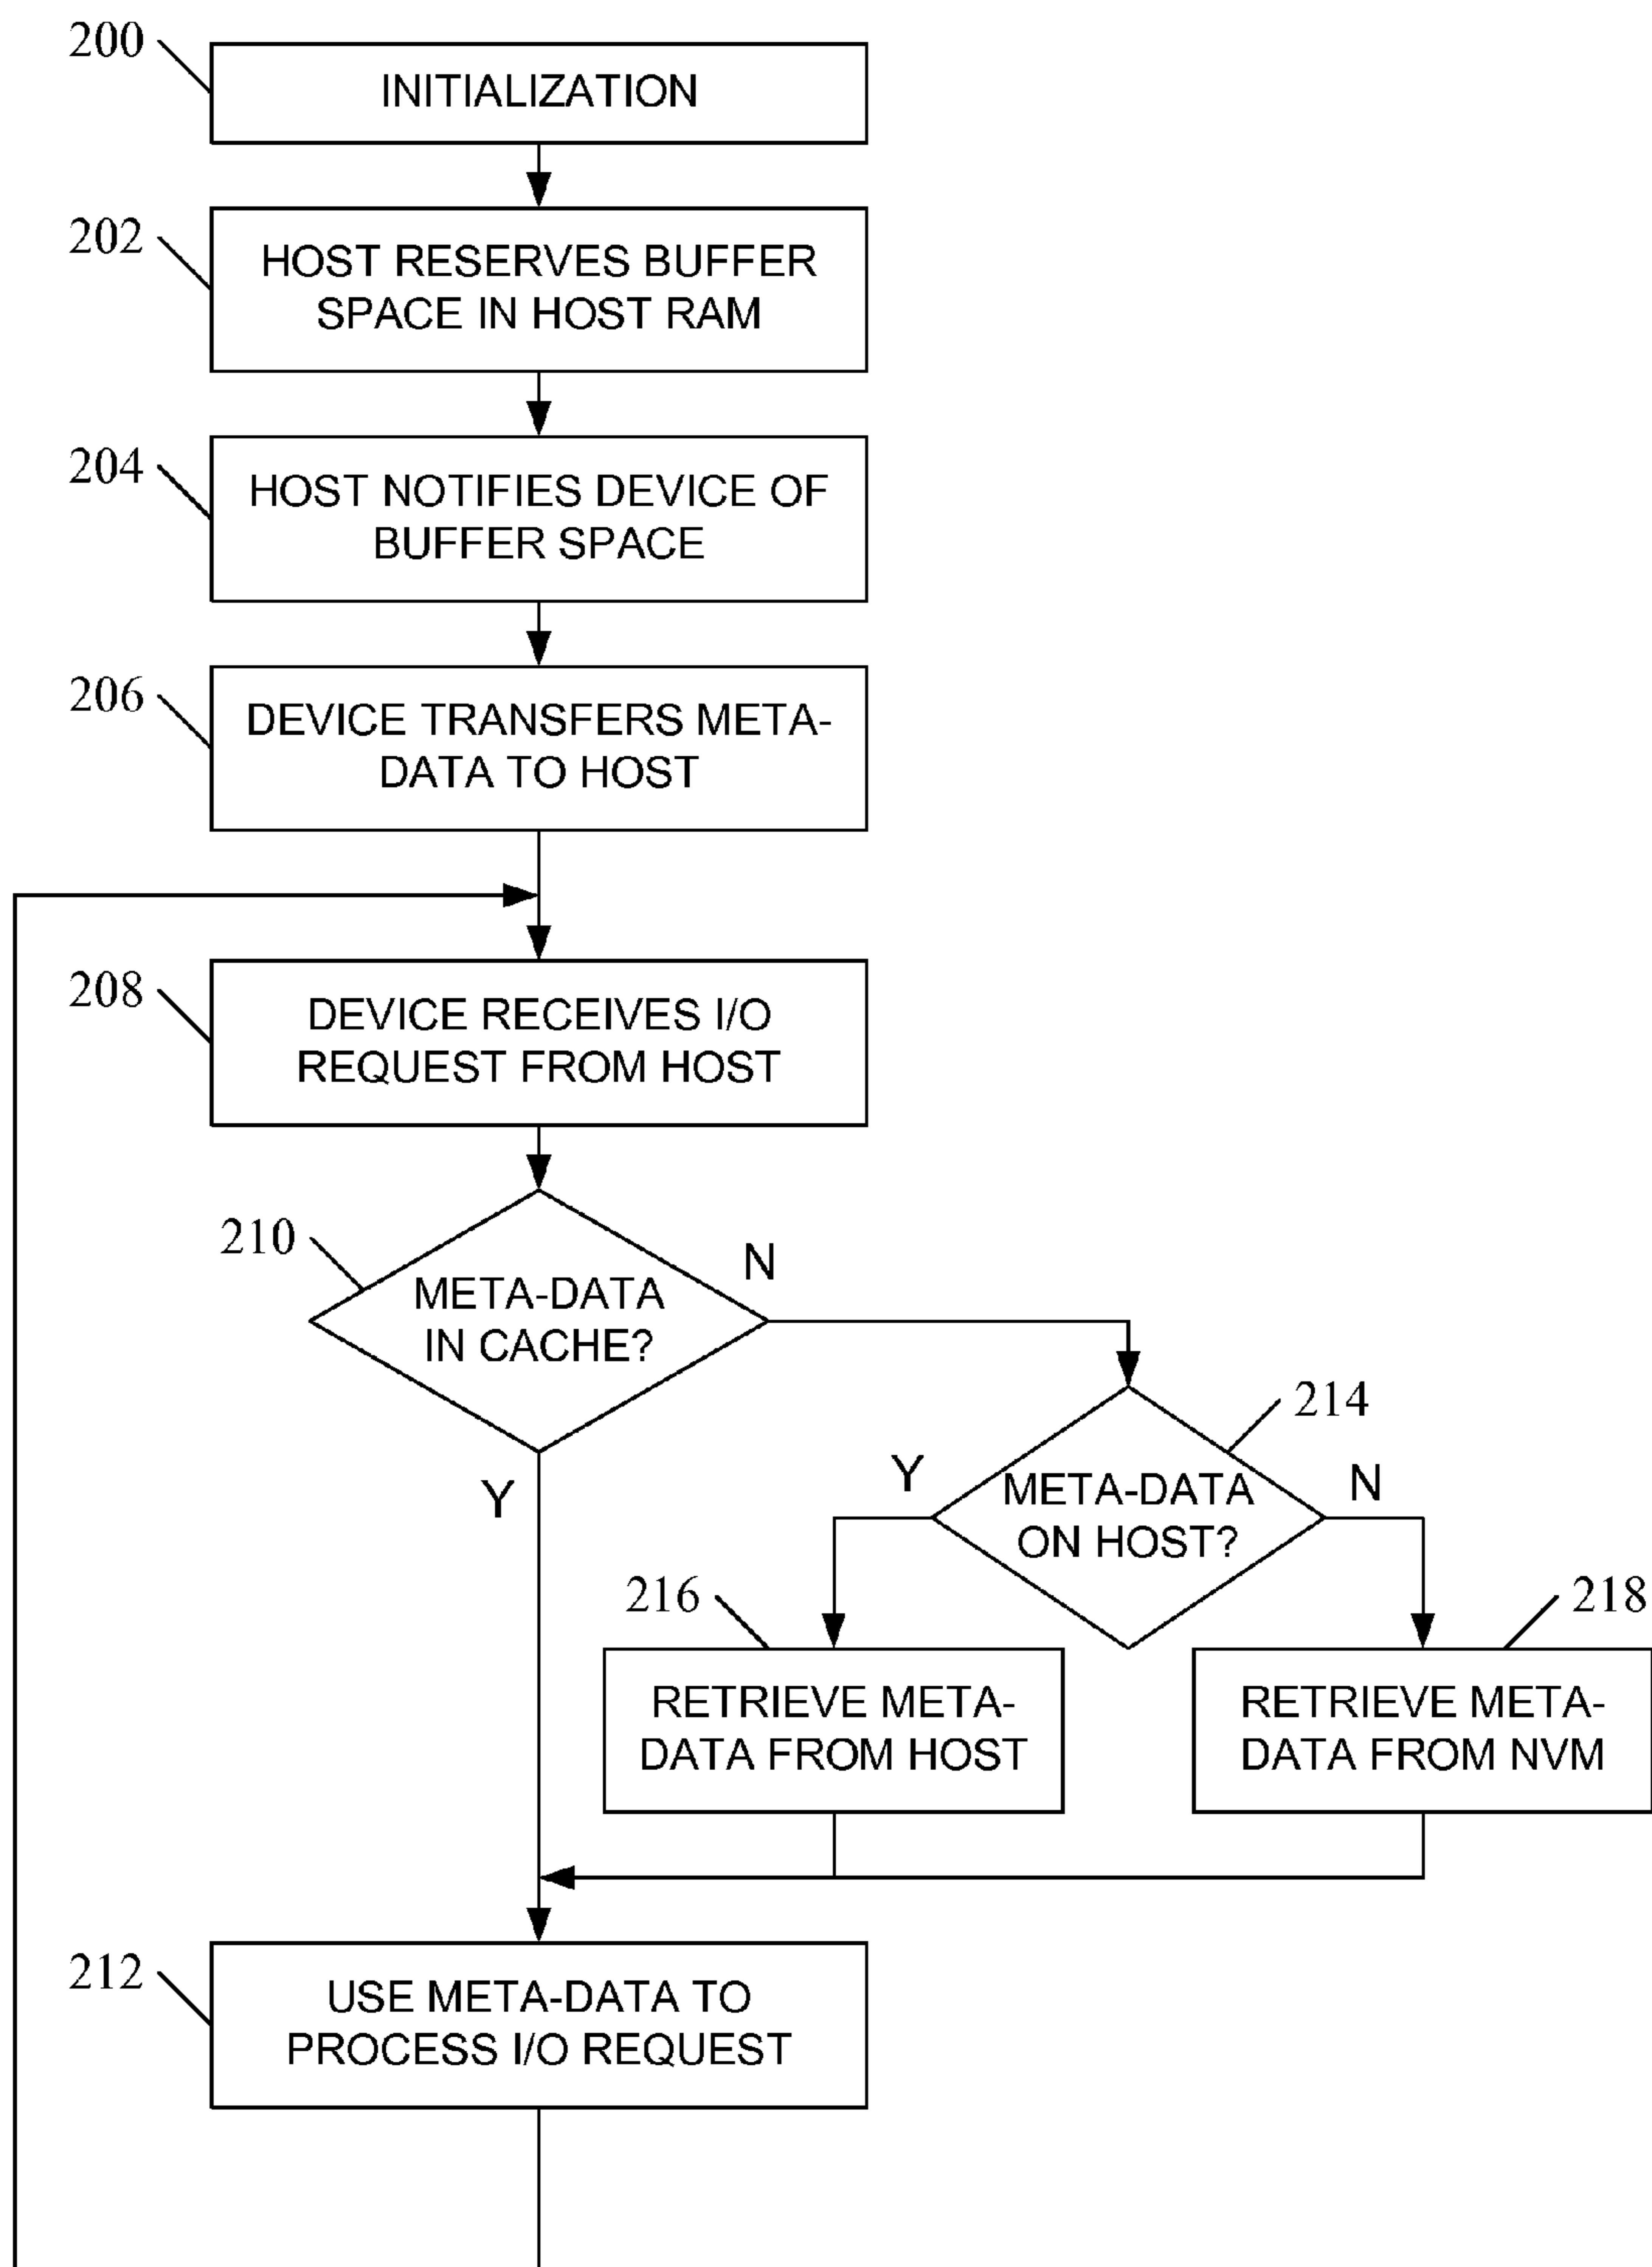 200
INITIALIZATION
202
HOST RESERVES BUFFER
SPACE IN HOST RAM
204
HOST NOTIFIES DEVICE OF
BUFFER SPACE
206
DEVICE TRANSFERS META-
DATA TO HOST
208
DEVICE RECEIVES I/O
REQUEST FROM HOST
210
META-DATA
IN CACHE?
N
Y
214
META-DATA
ON HOST?
Y
N
216
RETRIEVE META-
DATA FROM HOST
218
RETRIEVE META-
DATA FROM NVM
212
USE META-DATA TO
PROCESS I/O REQUEST